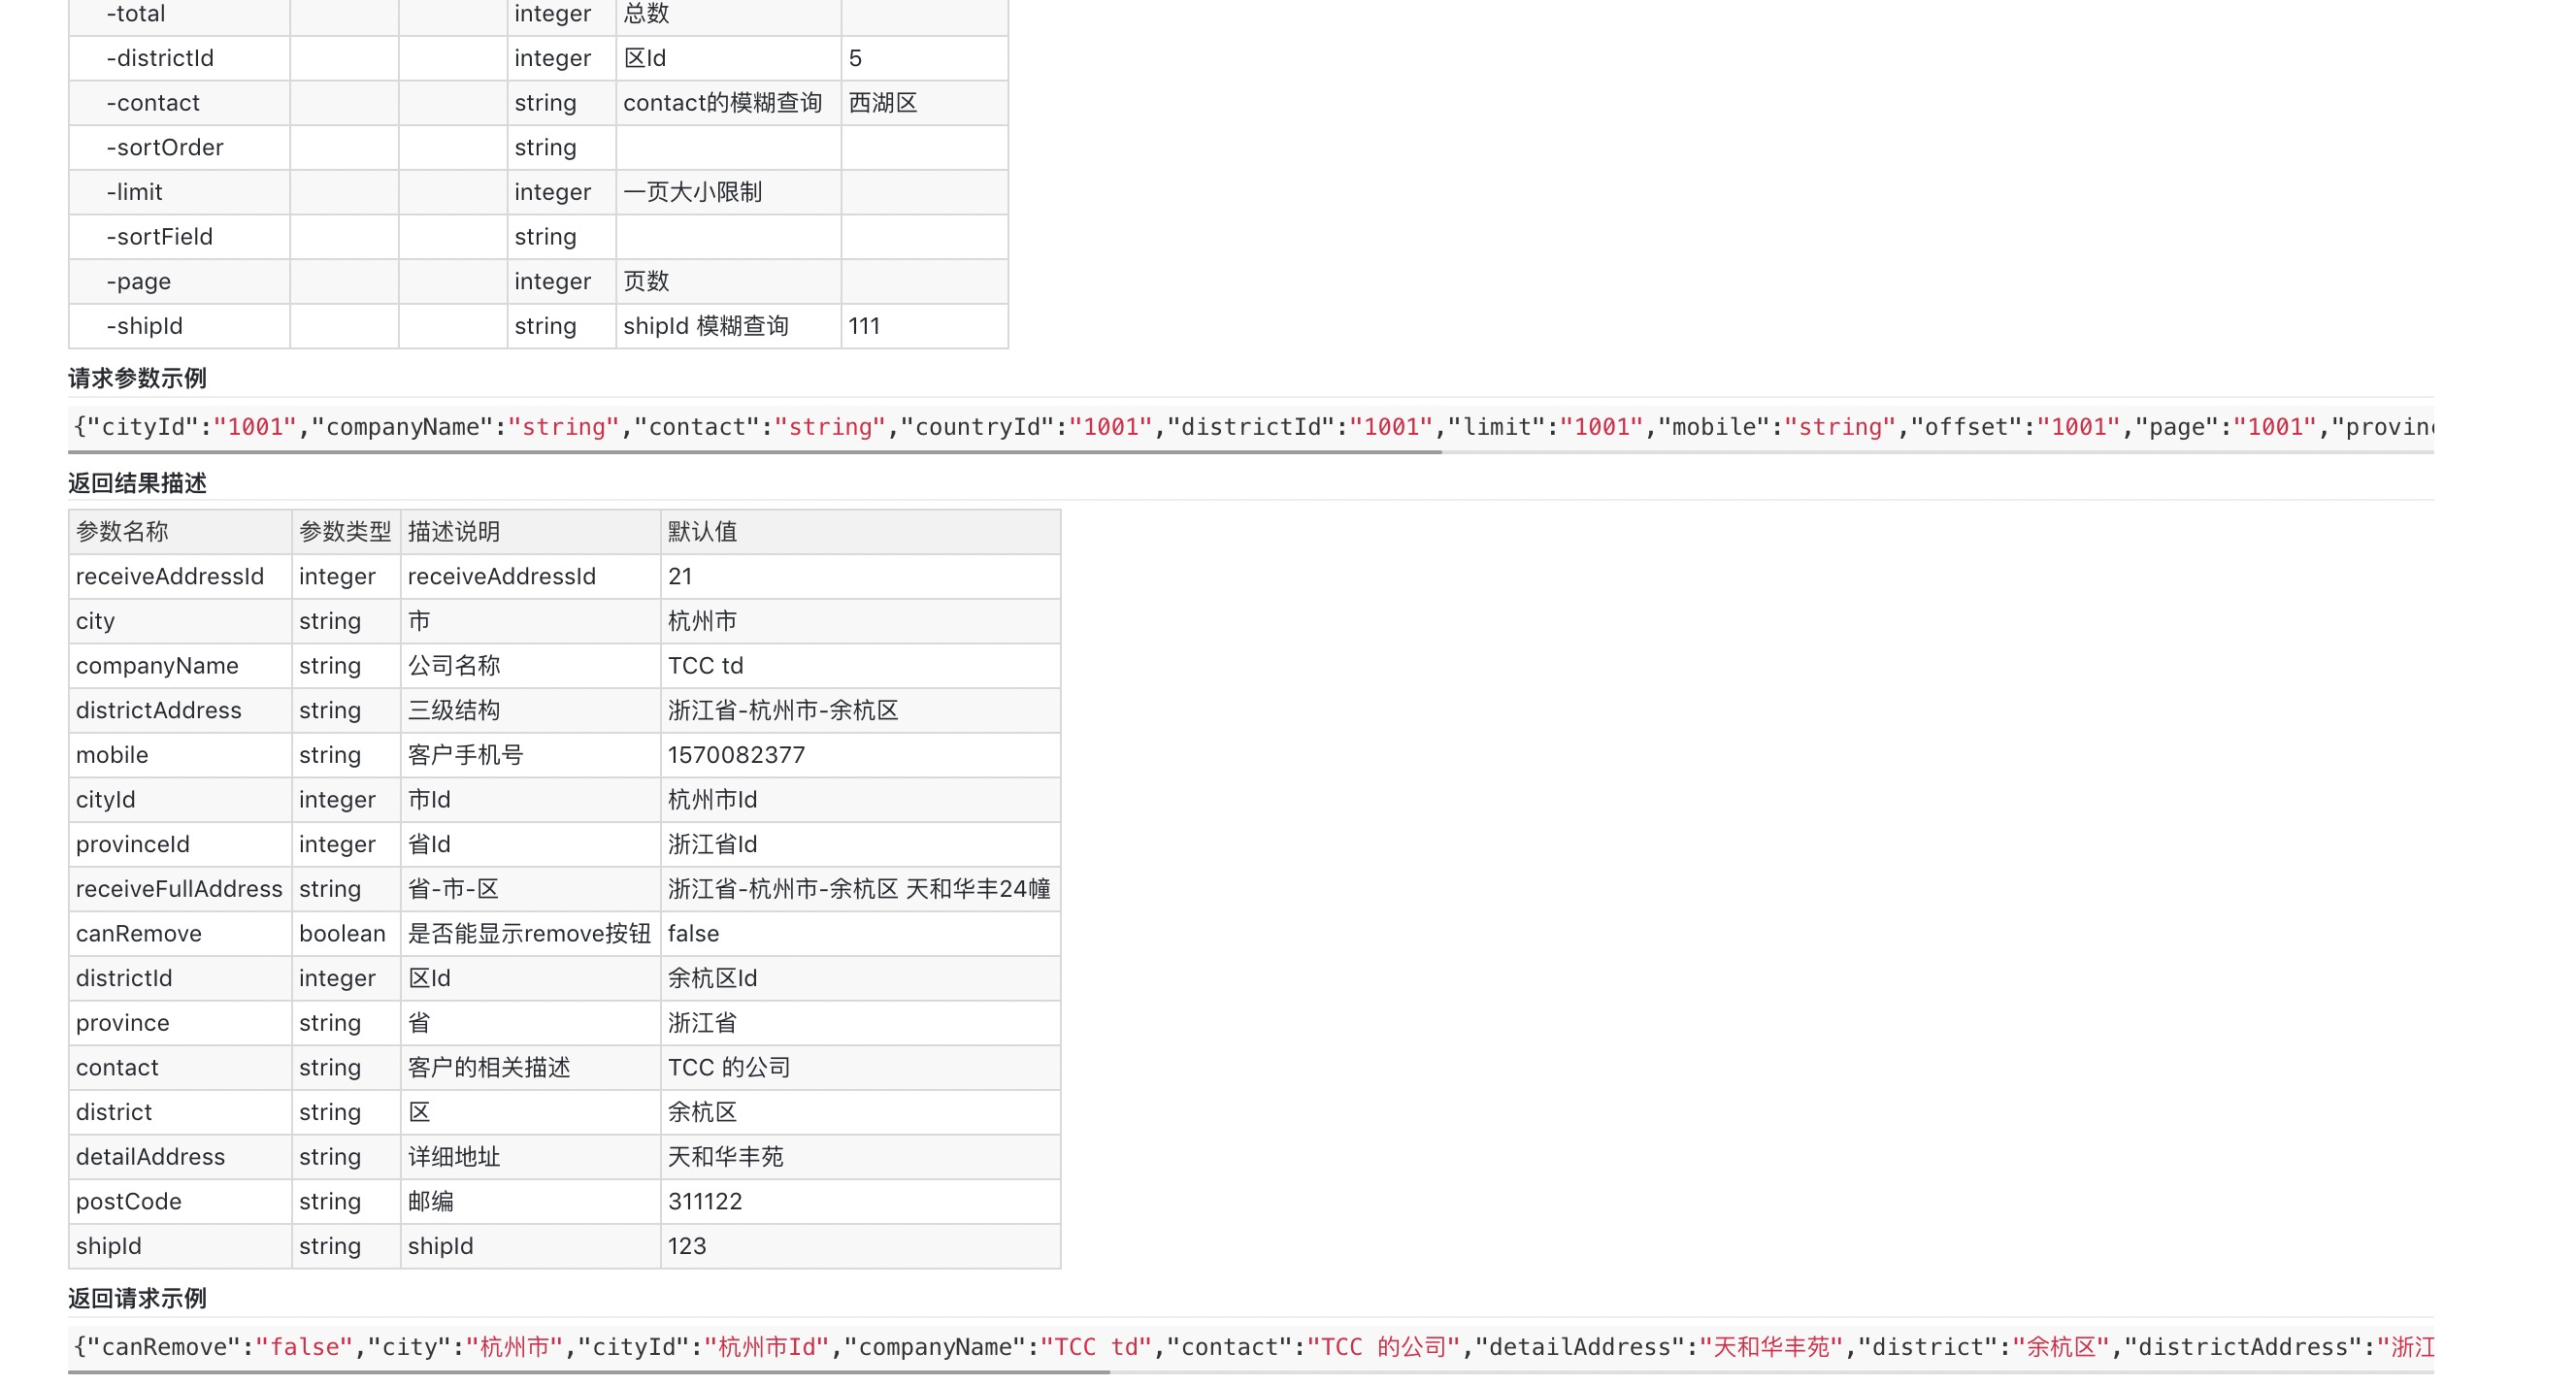 -total integer 总数
-districtId integer 区Id 5
-contact string contact的模糊查询 西湖区
-sortOrder string
-limit integer 一页大小限制
-sortField string
-page integer 页数
-shipId string shipId 模糊查询 111
请求参数示例
{"cityId":"1001","companyName":"string","contact":"string","countryId":"1001","districtId":"1001","limit":"1001","mobile":"string","offset":"1001","page":"1001","provin
返回结果描述
参数名称 参数类型 描述说明 默认值
receiveAddressId integer receiveAddressId 21
city string 市 杭州市
companyName string 公司名称 TCC td
districtAddress string 三级结构 浙江省-杭州市-余杭区
mobile string 客户手机号 1570082377
cityId integer 市Id 杭州市Id
provinceId integer 省Id 浙江省Id
receiveFullAddress string 省-市-区 浙江省-杭州市-余杭区 天和华丰24幢
canRemove boolean 是否能显示remove按钮 false
districtId integer 区Id 余杭区Id
province string 省 浙江省
contact string 客户的相关描述 TCC 的公司
district string 区 余杭区
detailAddress string 详细地址 天和华丰苑
postCode string 邮编 311122
shipId string shipId 123
返回请求示例
{"canRemove":"false","city":"杭州市","cityId":"杭州市Id","companyName":"TCC td","contact":"TCC 的公司","detailAddress":"天和华丰苑","district":"余杭区","districtAddress":"浙江